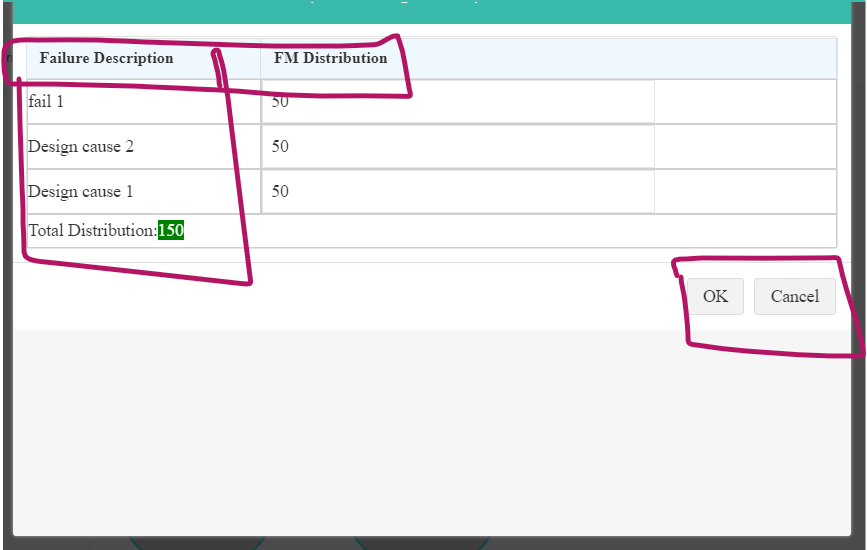 Failure Description FM Distribution
fail 1 50
Design cause 2 50
Design cause 1 50
Total Distribution:150
OK Cancel